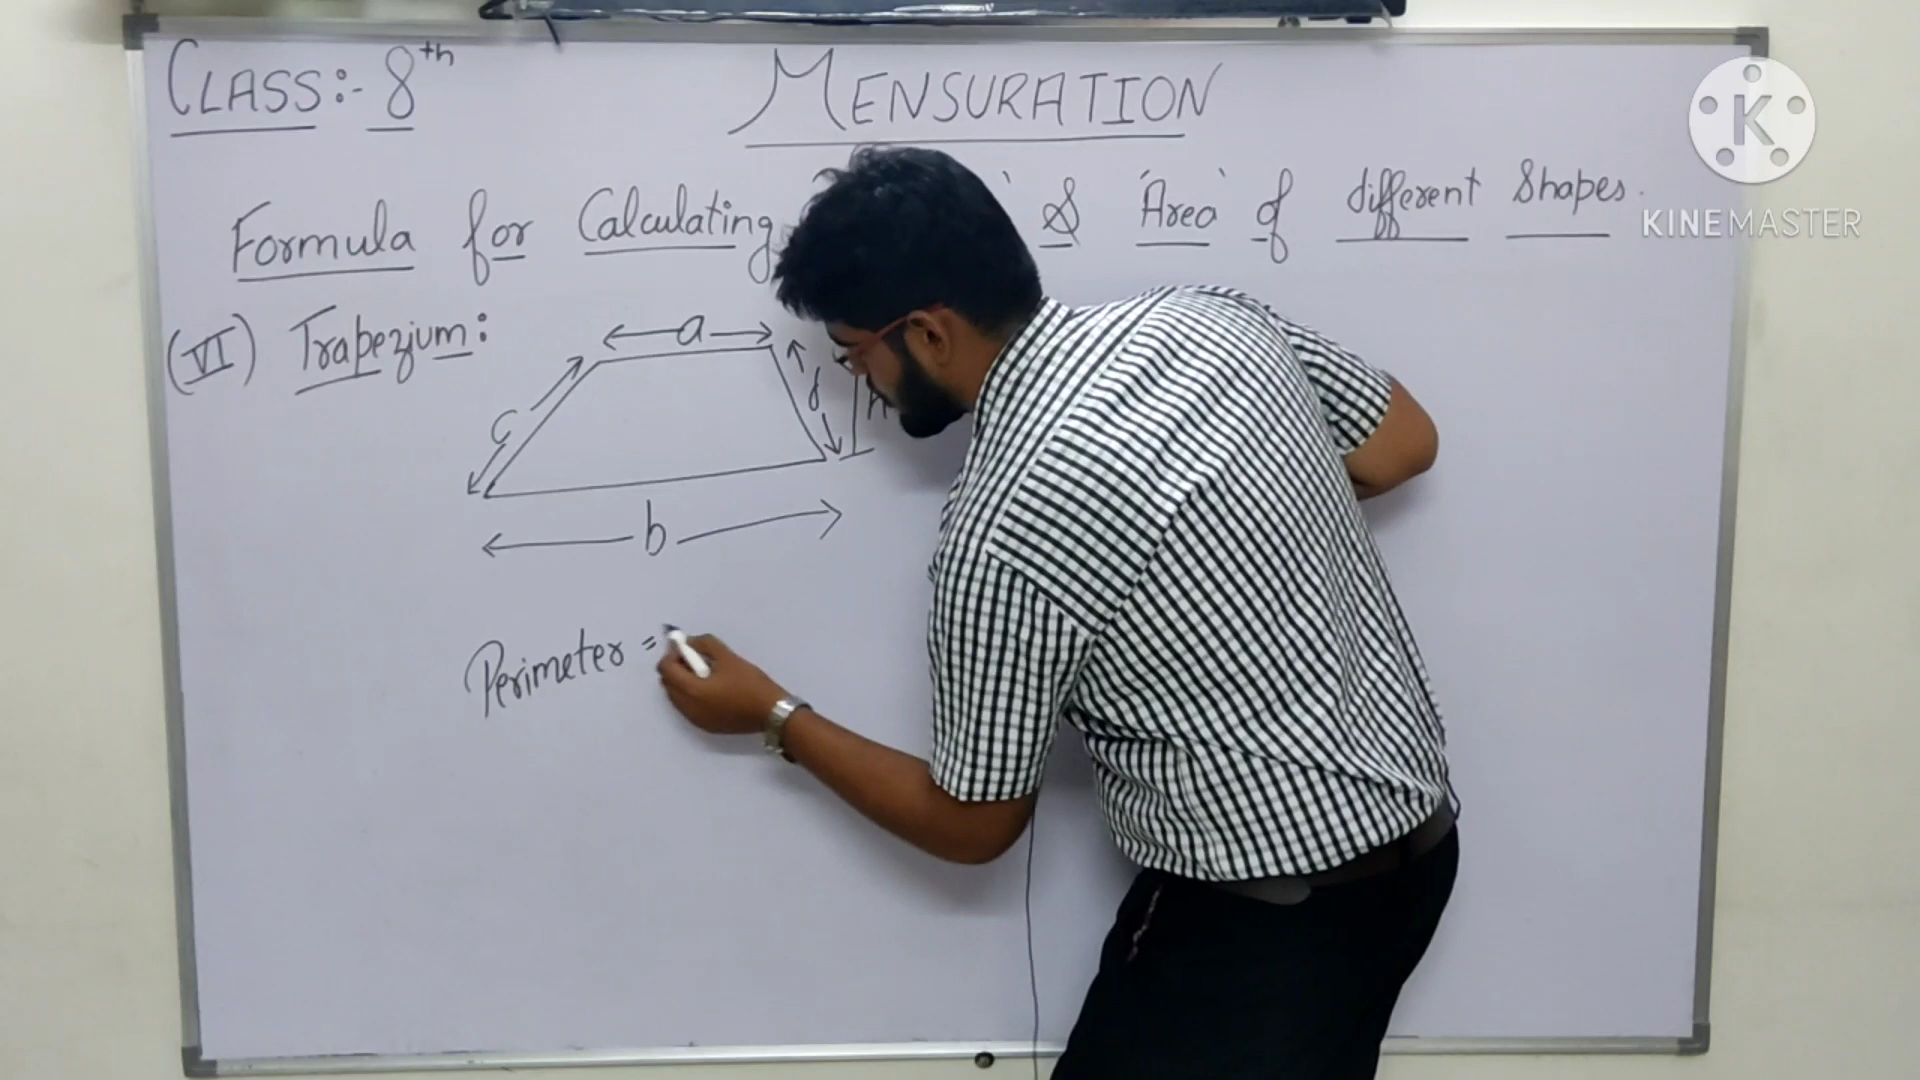 CLASS:- 8th
MENSURATION
Formula for Calculating ' & 'Area' of different Shapes.
(VI) Trapezium:
a
c
b
Perimeter =
K
KINEMASTER